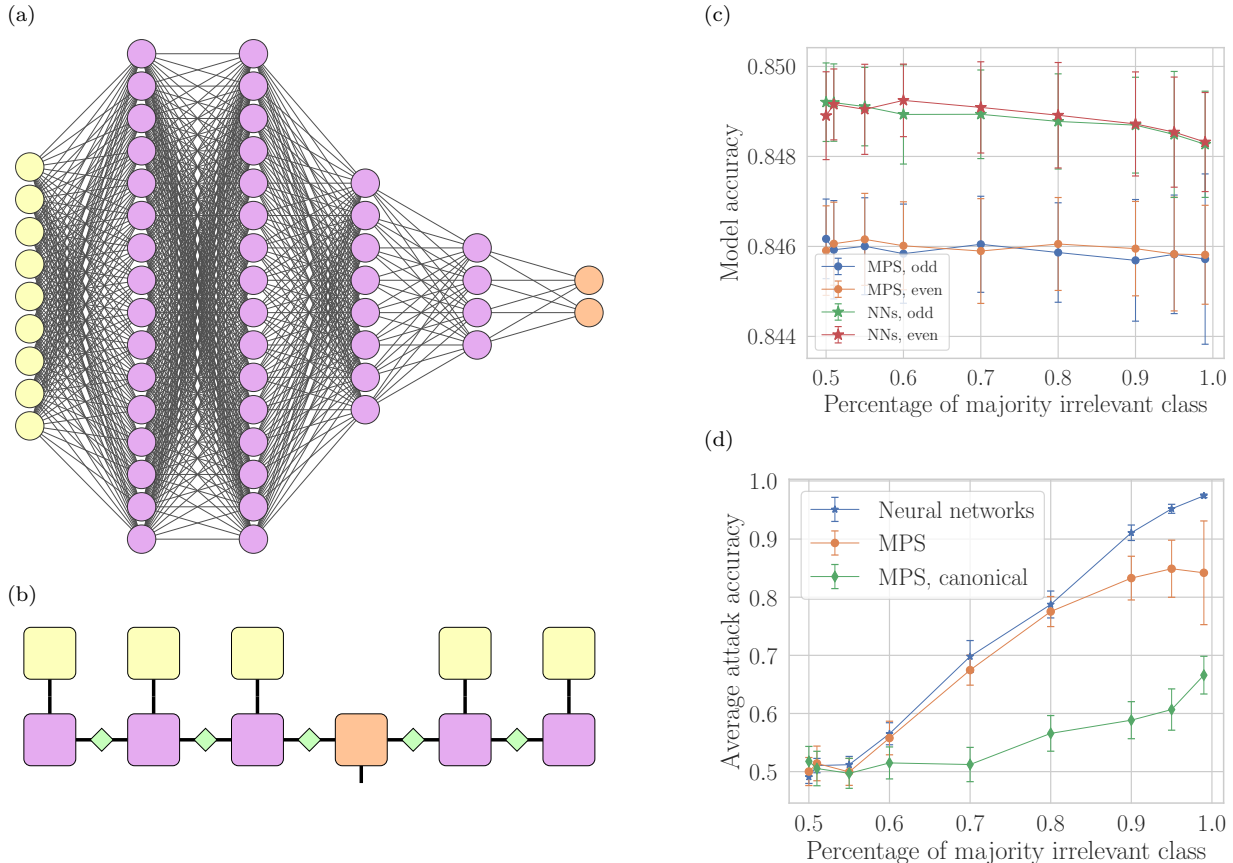 (a)
(b)
(c)
0.850
0.848
0.846
0.844
Model accuracy
MPS, odd
MPS, even
NNs, odd
NNs, even
0.5 0.6 0.7 0.8 0.9 1.0
Percentage of majority irrelevant class
(d)
1.0
0.9
0.8
0.7
0.6
0.5
Average attack accuracy
Neural networks
MPS
MPS, canonical
0.5 0.6 0.7 0.8 0.9 1.0
Percentage of majority irrelevant class